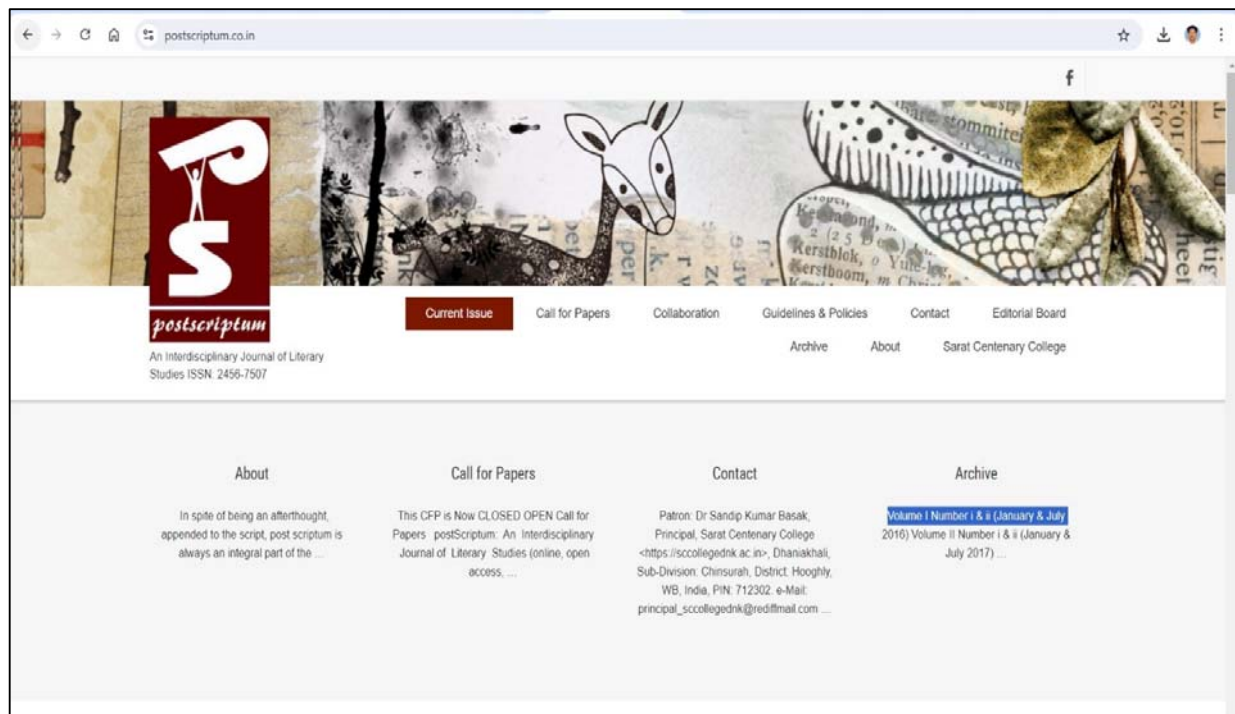 postscriptum.co.in
f
PS
postscriptum
An Interdisciplinary Journal of Literary
Studies ISSN: 2456-7507
Current Issue
Call for Papers
Collaboration
Guidelines & Policies
Contact
Editorial Board
Archive
About
Sarat Centenary College
About
In spite of being an afterthought,
appended to the script, post scriptum is
always an integral part of the ...
Call for Papers
This CFP is Now CLOSED OPEN Call for
Papers postScriptum: An Interdisciplinary
Journal of Literary Studies (online, open
access, ...
Contact
Patron: Dr Sandip Kumar Basak,
Principal, Sarat Centenary College
<https://sccollegednk.ac.in>, Dhaniakhali,
Sub-Division: Chinsurah, District: Hooghly,
WB, India, PIN: 712302. e-Mail:
principal_sccollegednk@rediffmail.com ...
Archive
Volume I Number i & ii (January & July
2016) Volume II Number i & ii (January &
July 2017) ...